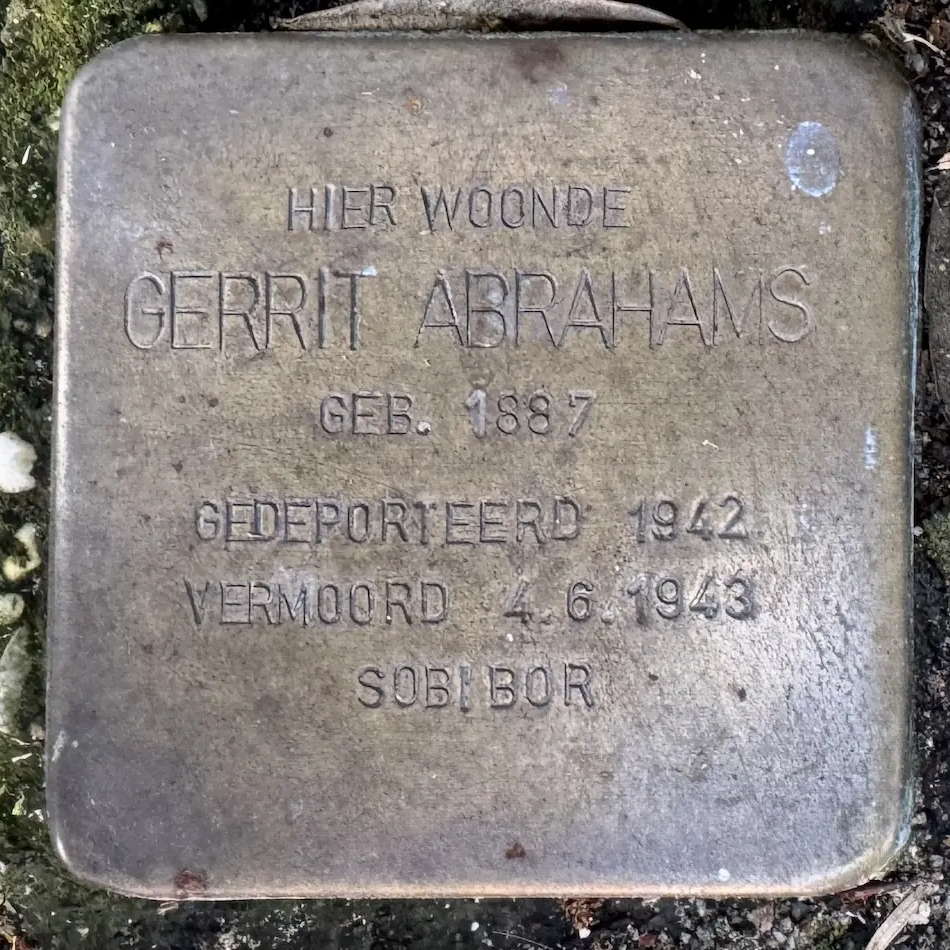 HIER WOONDE
GERRIT ABRAHAMS
GEB. 1887
GEDEPORTEERD 1942
VERMOORD 4.6.1943
SOBIBOR